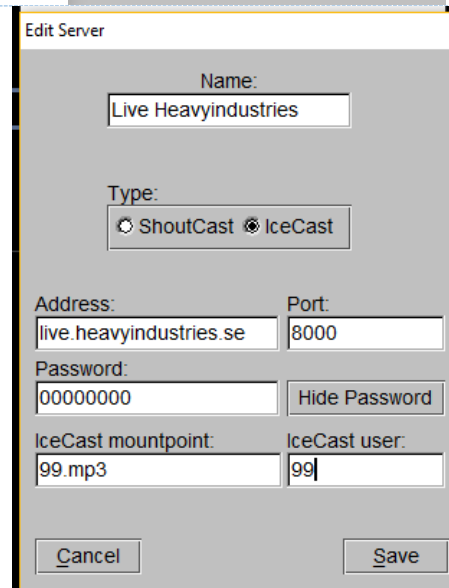 Edit Server
Name:
Live Heavyindustries
Type:
ShoutCast IceCast
Address: Port:
live.heavyindustries.se 8000
Password:
00000000 Hide Password
IceCast mountpoint: IceCast user:
99.mp3 99
Cancel Save